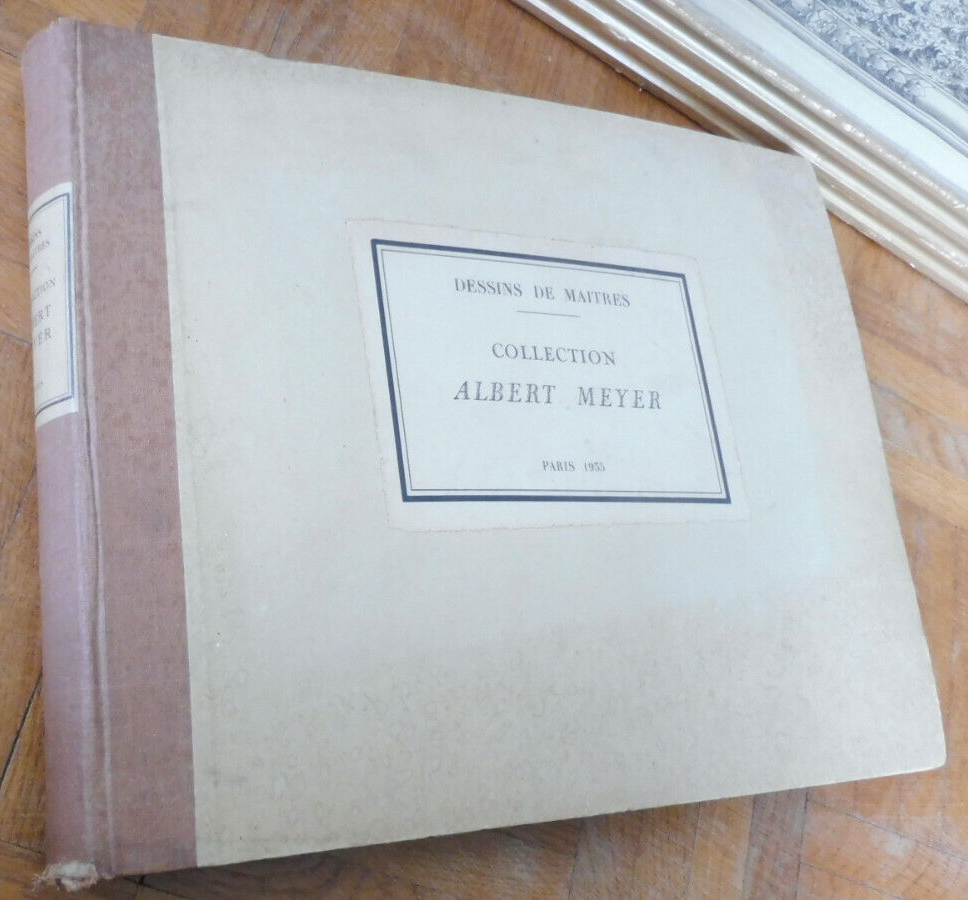 DESSINS DE MAITRES
COLLECTION
ALBERT MEYER
PARIS 1935